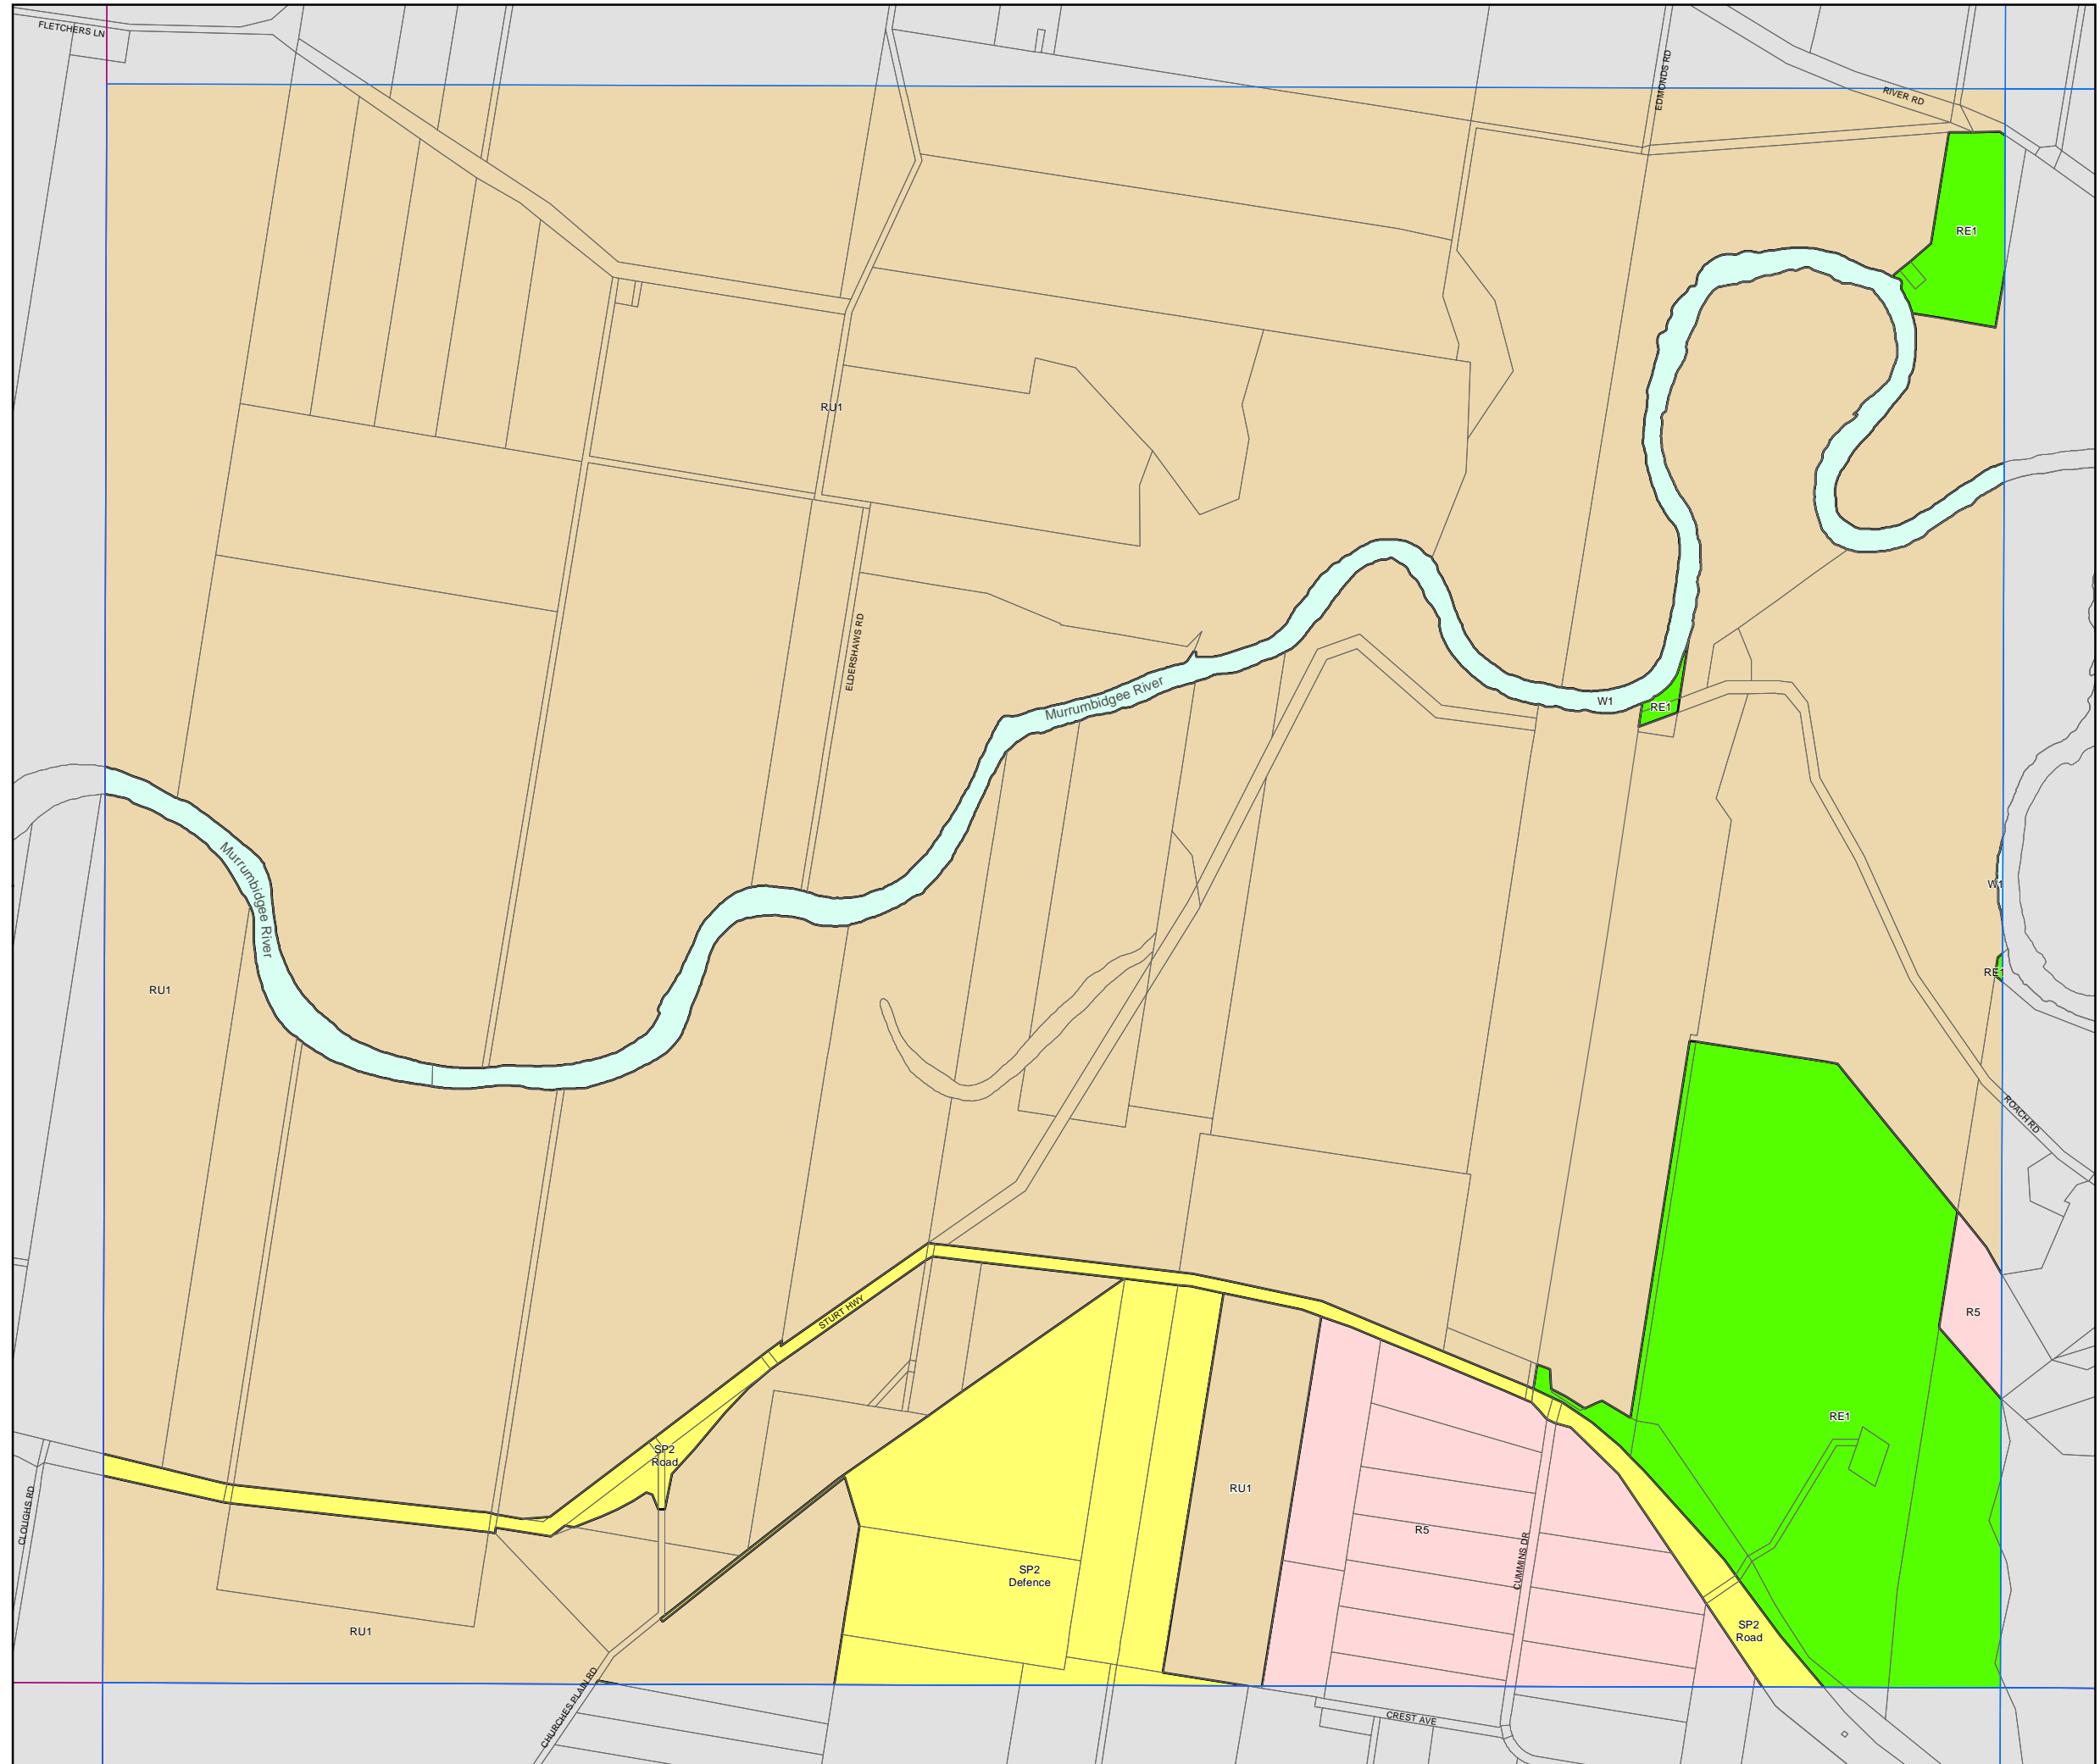 FLETCHERS LN
EDMONDS RD
RIVER RD
RE1
RU1
ELDERSHAWS RD
Murrumbidgee River
W1
RE1
Murrumbidgee River
W1
RU1
RE1
ROACH RD
STURT HWY
R5
RE1
SP2
Road
RU1
CLOUGHS RD
R5
CUMMINS DR
SP2
Defence
RU1
SP2
Road
CHURCHES PLAIN RD
CREST AVE